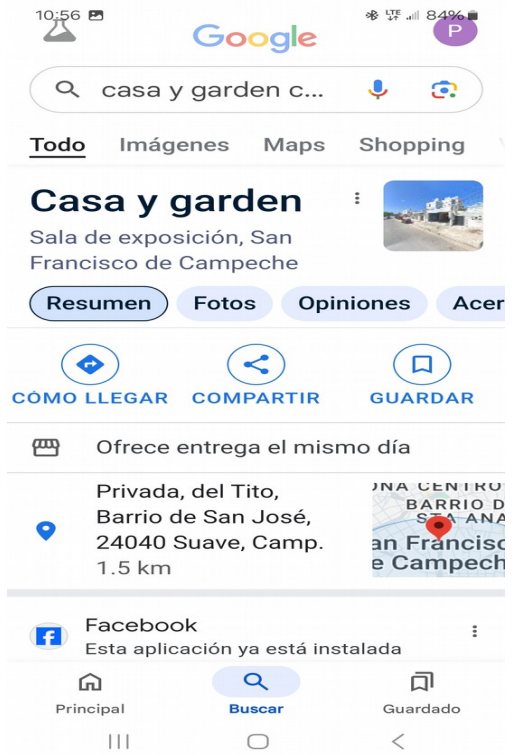 10:56 LTE 84%
Google
P
casa y garden c...
Todo Imágenes Maps Shopping
Casa y garden
Sala de exposición, San
Francisco de Campeche
Resumen Fotos Opiniones Acer
CÓMO LLEGAR COMPARTIR GUARDAR
Ofrece entrega el mismo día
Privada, del Tito,
Barrio de San José,
24040 Suave, Camp.
1.5 km
ONA CENTRO
BARRIO D
STA ANA
an Francisc
e Campech
Facebook
Esta aplicación ya está instalada
Principal Buscar Guardado